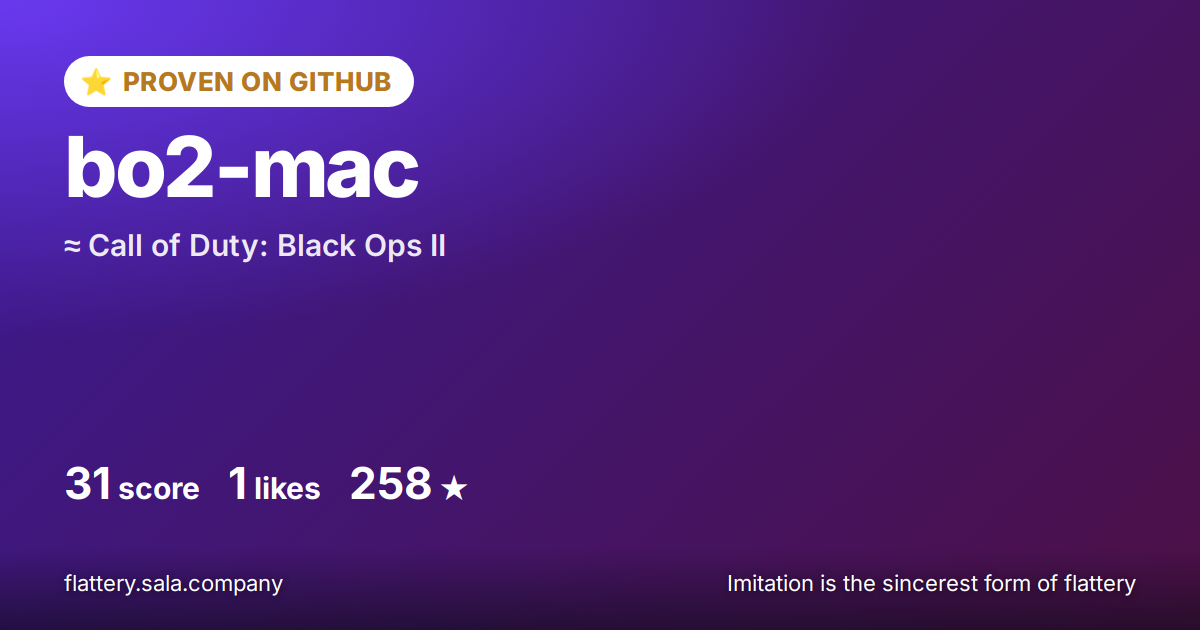 ⭐ PROVEN ON GITHUB
bo2-mac
≈ Call of Duty: Black Ops II
31 score 1 likes 258 ★
flattery.sala.company
Imitation is the sincerest form of flattery